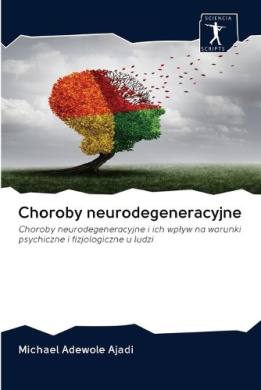 SCIENCIA
SCRIPTS
Choroby neurodegeneracyjne
Choroby neurodegeneracyjne i ich wpływ na warunki
psychiczne i fizjologiczne u ludzi
Michael Adewole Ajadi